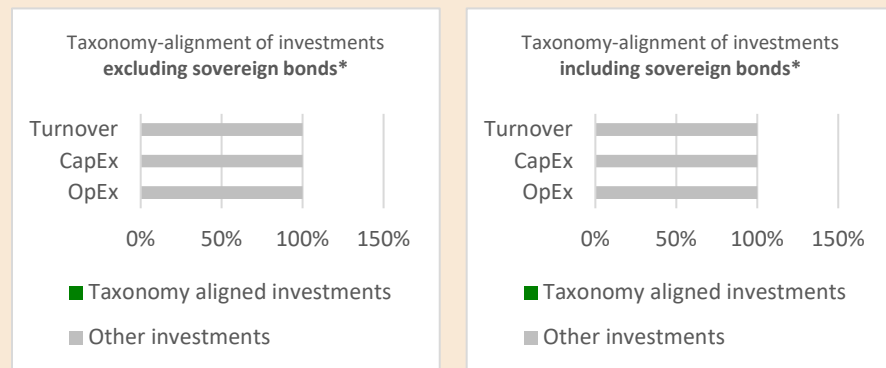 Taxonomy-alignment of investments
excluding sovereign bonds*
Turnover
CapEx
OpEx
0% 50% 100% 150%
Taxonomy aligned investments
Other investments
Taxonomy-alignment of investments
including sovereign bonds*
Turnover
CapEx
OpEx
0% 50% 100% 150%
Taxonomy aligned investments
Other investments